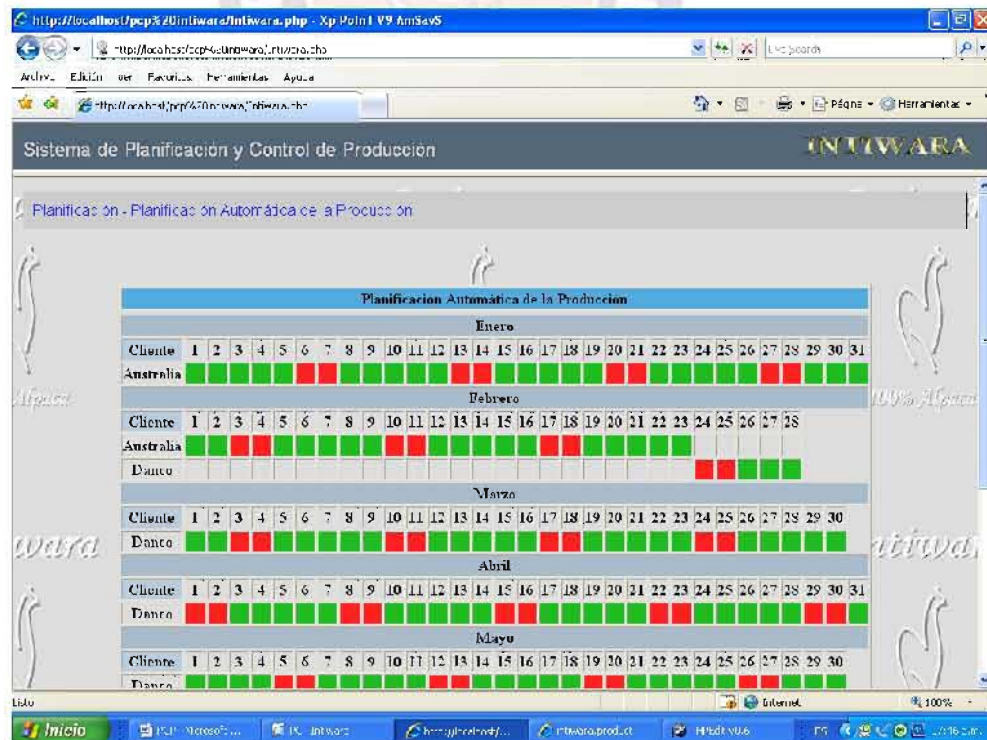 http://localhost/pcp%20intiwara/Intiwara.php - Xp PoInT V9 AmSavS
Edición Favoritos Herramientas Ayuda
Página Herramientas
Sistema de Planificación y Control de Producción INTIWARA
Planificación - Planificación Automática de la Producción
Planificacion Automática de la Producción
Enero
Cliente 1 2 3 4 5 6 7 8 9 10 11 12 13 14 15 16 17 18 19 20 21 22 23 24 25 26 27 28 29 30 31
Australia
Febrero
Cliente 1 2 3 4 5 6 7 8 9 10 11 12 13 14 15 16 17 18 19 20 21 22 23 24 25 26 27 28
Australia
Danco
Marzo
Cliente 1 2 3 4 5 6 7 8 9 10 11 12 13 14 15 16 17 18 19 20 21 22 23 24 25 26 27 28 29 30
Danco
Abril
Cliente 1 2 3 4 5 6 7 8 9 10 11 12 13 14 15 16 17 18 19 20 21 22 23 24 25 26 27 28 29 30 31
Danco
Mayo
Cliente 1 2 3 4 5 6 7 8 9 10 11 12 13 14 15 16 17 18 19 20 21 22 23 24 25 26 27 28 29 30
Danco
100% Alpaca
Listo Internet 100%
Inicio